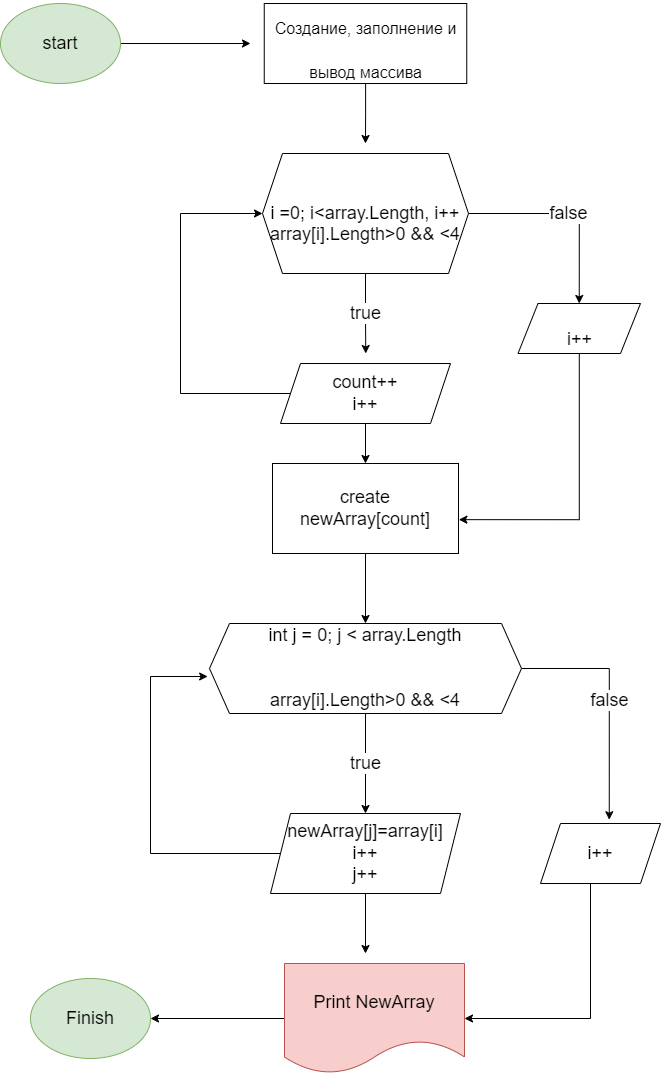 start
Создание, заполнение и
вывод массива
i =0; i<array.Length, i++
array[i].Length>0 && <4
false
true
i++
count++
i++
create
newArray[count]
int j = 0; j < array.Length
array[i].Length>0 && <4
false
true
newArray[j]=array[i]
i++
j++
i++
Print NewArray
Finish